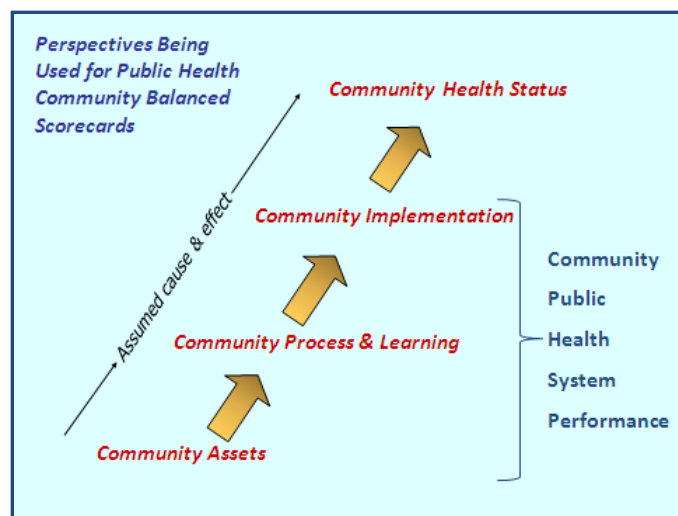 Perspectives Being
Used for Public Health
Community Balanced
Scorecards
Community Health Status
Assumed cause & effect
Community Implementation
Community Process & Learning
Community Assets
Community
Public
Health
System
Performance